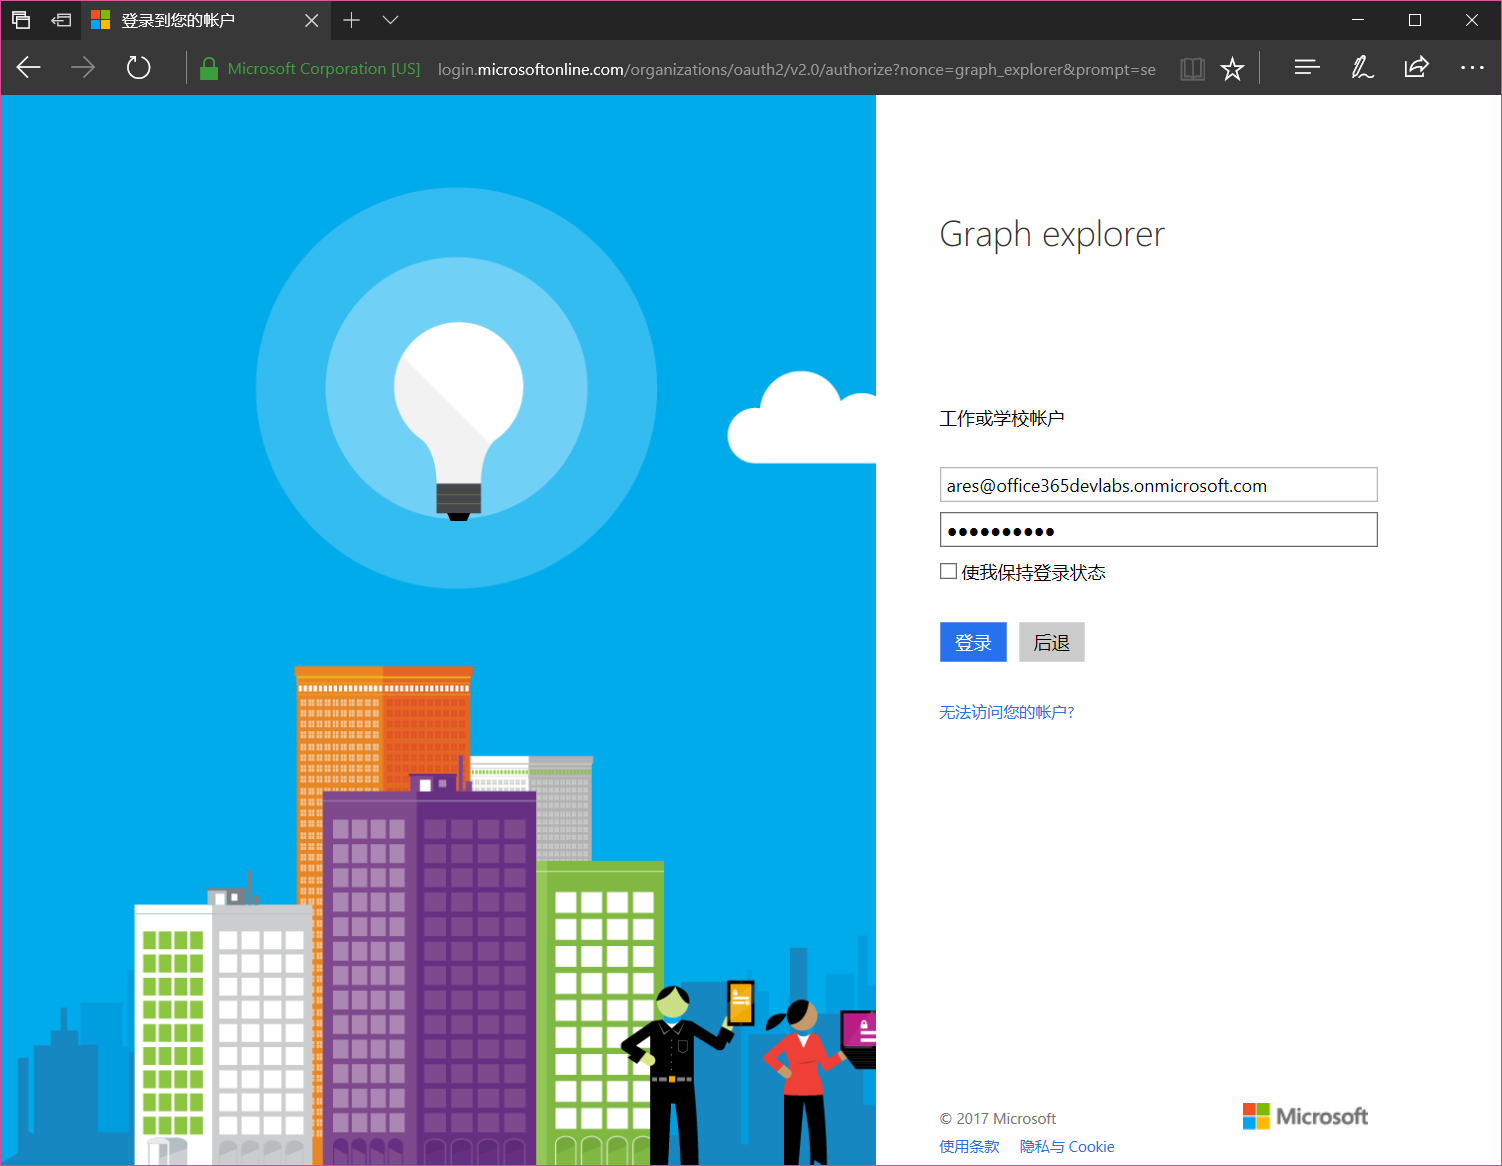 登录到您的帐户
Microsoft Corporation [US] login.microsoftonline.com/organizations/oauth2/v2.0/authorize?nonce=graph_explorer&prompt=se
Graph explorer
工作或学校帐户
ares@office365devlabs.onmicrosoft.com
••••••••••
使我保持登录状态
登录 后退
无法访问您的帐户?
© 2017 Microsoft
Microsoft
使用条款 隐私与 Cookie